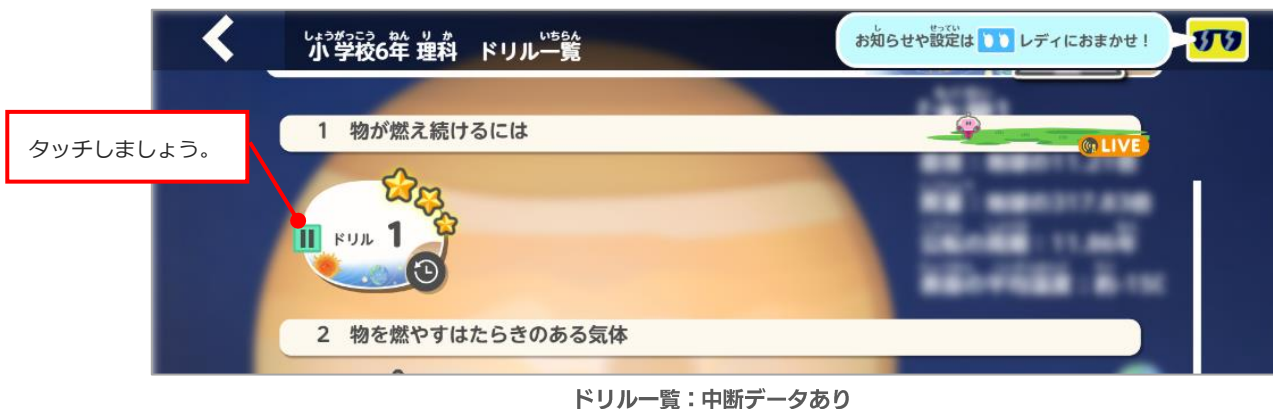 しょうがっこう ねん りか いちらん
小学校6年 理科 ドリル一覧
し せってい
お知らせや設定は レディにおまかせ！
タッチしましょう。
1 物が燃え続けるには
LIVE
ドリル 1
2 物を燃やすはたらきのある気体
ドリル一覧：中断データあり